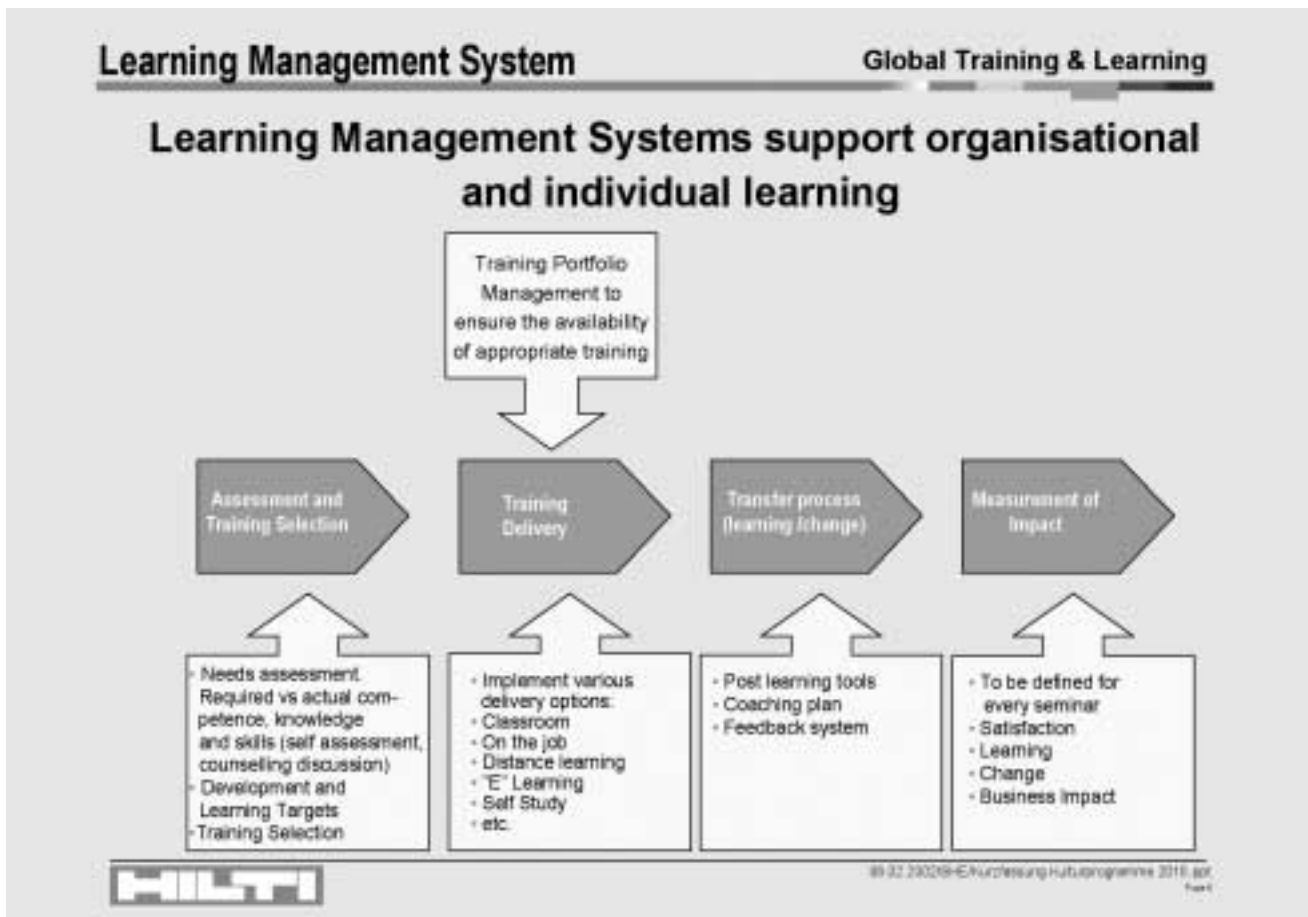 Learning Management System
Global Training & Learning
Learning Management Systems support organisational
and individual learning
Training Portfolio
Management to
ensure the availability
of appropriate training
Assessment and
Training Selection
Training
Delivery
Transfer process
(learning /change)
Measurement of
Impact
- Needs assessment.
Required vs actual com-
petence, knowledge
and skills (self assessment,
counselling discussion)
- Development and
Learning Targets
- Training Selection
- Implement various
delivery options:
- Classroom
- On the job
- Distance learning
- "E" Learning
- Self Study
- etc.
- Post learning tools
- Coaching plan
- Feedback system
- To be defined for
every seminar
- Satisfaction
- Learning
- Change
- Business Impact
HILTI